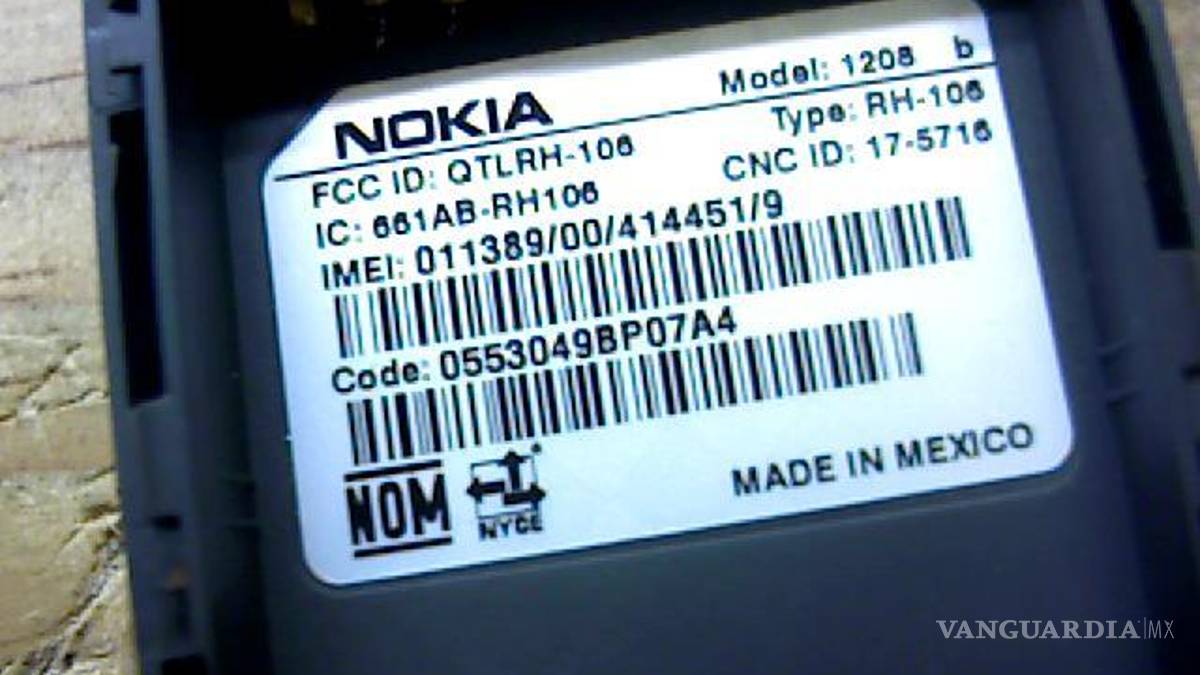 NOKIA Model: 1208 b
FCC ID: QTLRH-106 Type: RH-106
IC: 661AB-RH106 CNC ID: 17-5716
IMEI: 011389/00/414451/9
Code: 0553049BP07A4
NOM NYCE MADE IN MEXICO
VANGUARDIA|MX